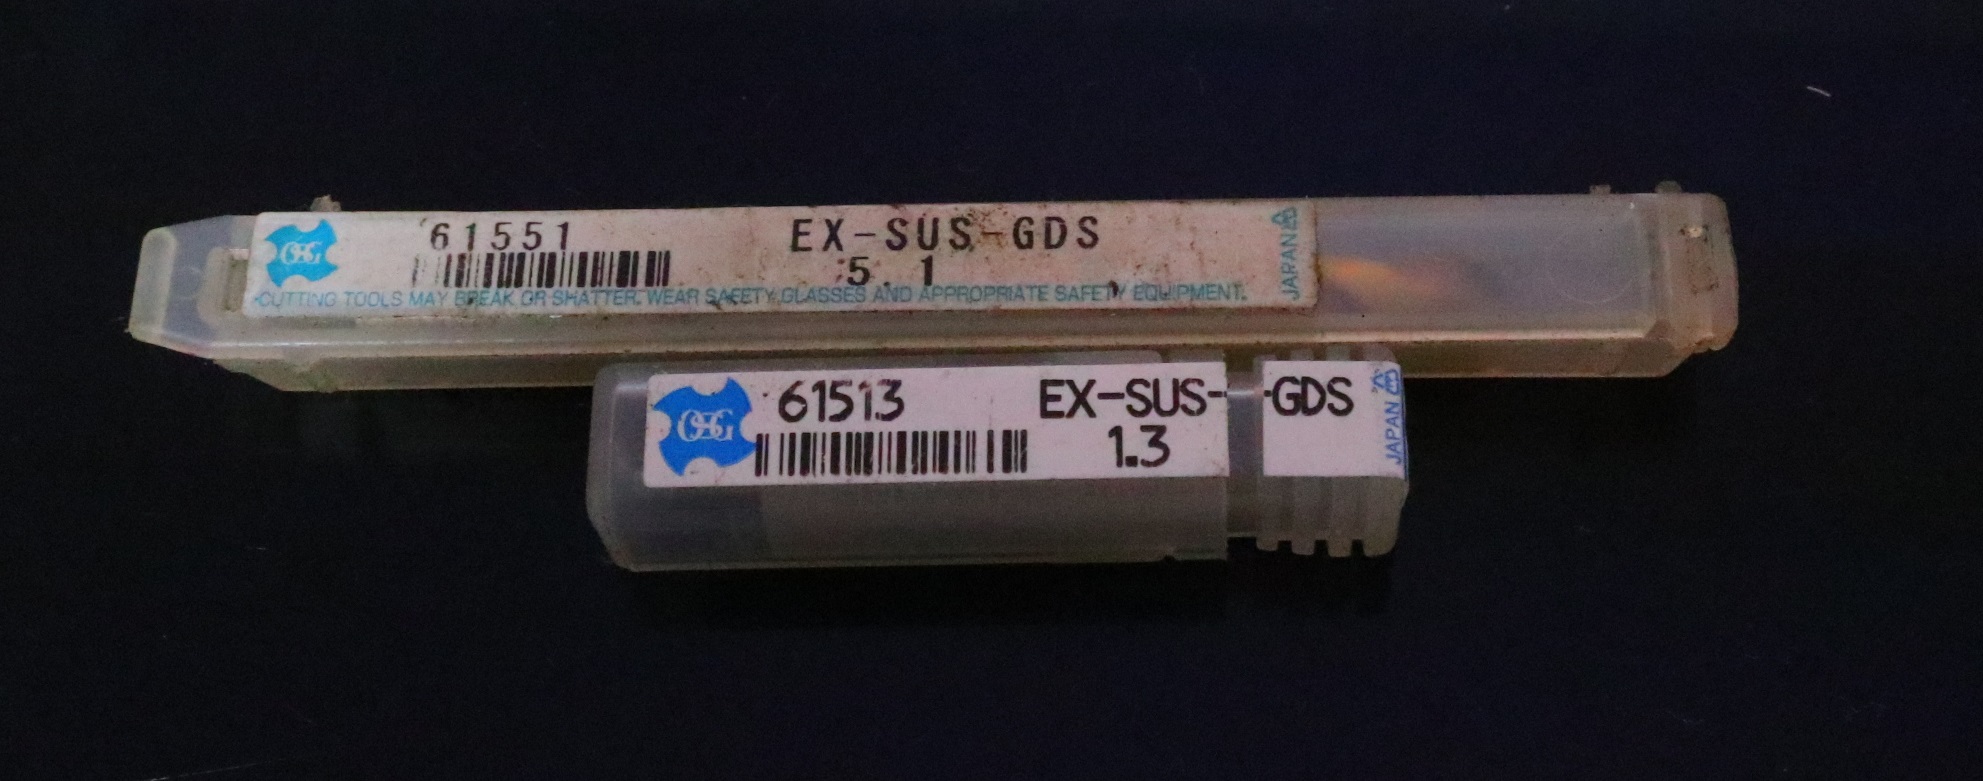 OSG
61551
EX-SUS-GDS
5.1
CUTTING TOOLS MAY BREAK OR SHATTER. WEAR SAFETY GLASSES AND APPROPRIATE SAFETY EQUIPMENT.
JAPAN
OSG
61513
EX-SUS-GDS
1.3
JAPAN